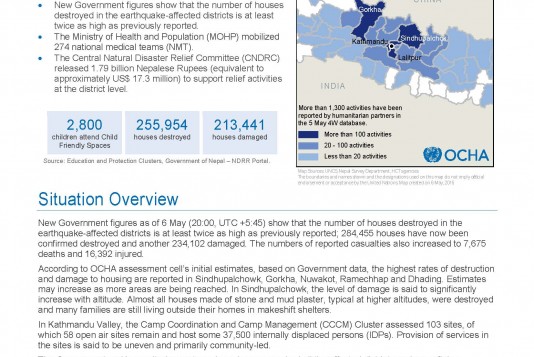 New Government figures show that the number of houses
destroyed in the earthquake-affected districts is at least
twice as high as previously reported.
The Ministry of Health and Population (MOHP) mobilized
274 national medical teams (NMT).
The Central Natural Disaster Relief Committee (CNDRC)
released 1.79 billion Nepalese Rupees (equivalent to
approximately US$ 17.3 million) to support relief activities
at the district level.
2,800
children attend Child
Friendly Spaces
255,954
houses destroyed
213,441
houses damaged
Source: Education and Protection Clusters, Government of Nepal – NDRR Portal.
Gorkha
Kathmandu
Sindhupalchok
Lalitpur
INDIA
More than 1,300 activities have been
reported by humanitarian partners in
the 5 May 4W database.
More than 100 activities
20 - 100 activities
Less than 20 activities
OCHA
Situation Overview
New Government figures as of 6 May (20:00, UTC +5:45) show that the number of houses destroyed in the
earthquake-affected districts is at least twice as high as previously reported; 284,455 houses have now been
confirmed destroyed and another 234,102 damaged. The numbers of reported casualties also increased to 7,675
deaths and 16,392 injured.
According to OCHA assessment cell's initial estimates, based on Government data, the highest rates of destruction
and damage to housing are reported in Sindhupalchowk, Gorkha, Nuwakot, Ramechhap and Dhading. Estimates
may increase as more areas are being reached. In Sindhupalchowk, the level of damage is said to significantly
increase with altitude. Almost all houses made of stone and mud plaster, typical at higher altitudes, were destroyed
and many families are still living outside their homes in makeshift shelters.
In Kathmandu Valley, the Camp Coordination and Camp Management (CCCM) Cluster assessed 103 sites, of
which 58 open air sites remain and host some 37,500 internally displaced persons (IDPs). Provision of services in
the sites is said to be uneven and primarily community-led.